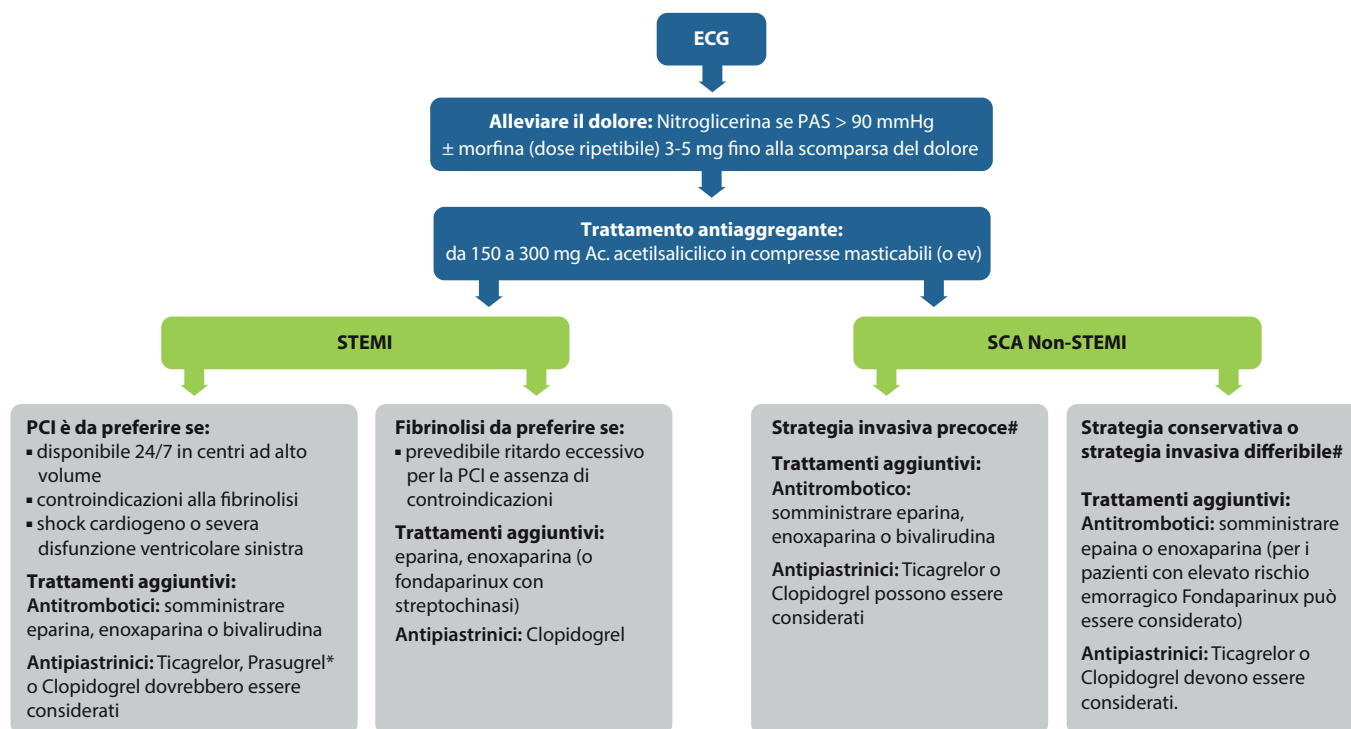 ECG
Alleviare il dolore: Nitroglicerina se PAS > 90 mmHg
± morfina (dose ripetibile) 3-5 mg fino alla scomparsa del dolore
Trattamento antiaggregante:
da 150 a 300 mg Ac. acetilsalicilico in compresse masticabili (o ev)
STEMI
SCA Non-STEMI
PCI è da preferire se:
▪ disponibile 24/7 in centri ad alto
volume
▪ controindicazioni alla fibrinolisi
▪ shock cardiogeno o severa
disfunzione ventricolare sinistra
Trattamenti aggiuntivi:
Antitrombotici: somministrare
eparina, enoxaparina o bivalirudina
Antipiastrinici: Ticagrelor, Prasugrel*
o Clopidogrel dovrebbero essere
considerati
Fibrinolisi da preferire se:
▪ prevedibile ritardo eccessivo
per la PCI e assenza di
controindicazioni
Trattamenti aggiuntivi:
eparina, enoxaparina (o
fondaparinux con
streptochinasi)
Antipiastrinici: Clopidogrel
Strategia invasiva precoce#
Trattamenti aggiuntivi:
Antitrombotico:
somministrare eparina,
enoxaparina o bivalirudina
Antipiastrinici: Ticagrelor o
Clopidogrel possono essere
considerati
Strategia conservativa o
strategia invasiva differibile#
Trattamenti aggiuntivi:
Antitrombotici: somministrare
epaina o enoxaparina (per i
pazienti con elevato rischio
emorragico Fondaparinux può
essere considerato)
Antipiastrinici: Ticagrelor o
Clopidogrel devono essere
considerati.